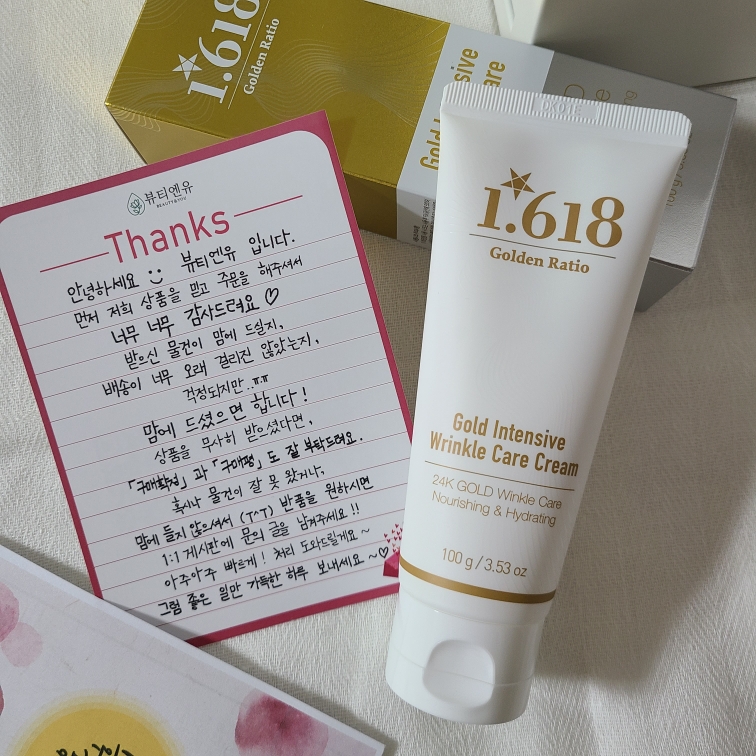 1.618
Golden Ratio
Gold
뷰티엔유
BEAUTY&YOU
Thanks
안녕하세요 뷰티엔유 입니다.
먼저 저희 상품을 믿고 주문을 해주셔서
너무 너무 감사드려요♡
받으신 물건이 맘에 드실지,
배송이 너무 오래 걸리진 않았는지,
걱정되지만..ㅠㅠ
맘에 드셨으면 합니다!
상품을 무사히 받으셨다면,
「구매확정」과 「구매평」도 잘 부탁드려요.
혹시나 물건이 잘 못 왔거나,
맘에 들지 않으셔서 (T^T) 반품을 원하시면
1:1 게시판에 문의 글을 남겨주세요!!
아주아주 빠르게! 처리 도와드릴게요~
그럼 좋은 일만 가득한 하루 보내세요~♡
1.618
Golden Ratio
Gold Intensive
Wrinkle Care Cream
24K GOLD Winkle Care
Nourishing & Hydrating
100 g / 3.53 oz